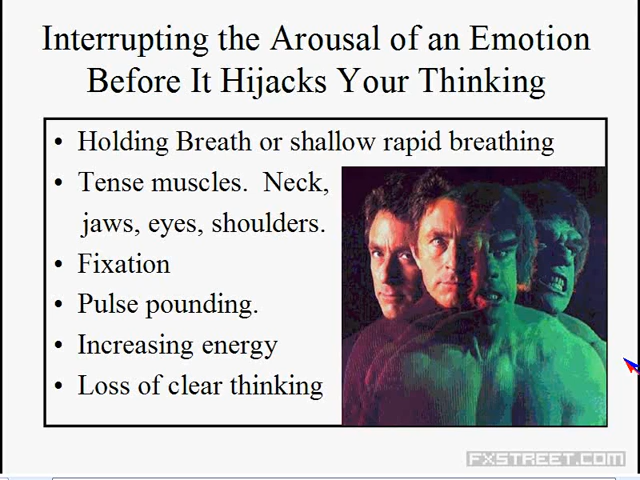 Interrupting the Arousal of an Emotion
Before It Hijacks Your Thinking
• Holding Breath or shallow rapid breathing
• Tense muscles. Neck,
jaws, eyes, shoulders.
• Fixation
• Pulse pounding.
• Increasing energy
• Loss of clear thinking
FXSTREET.COM